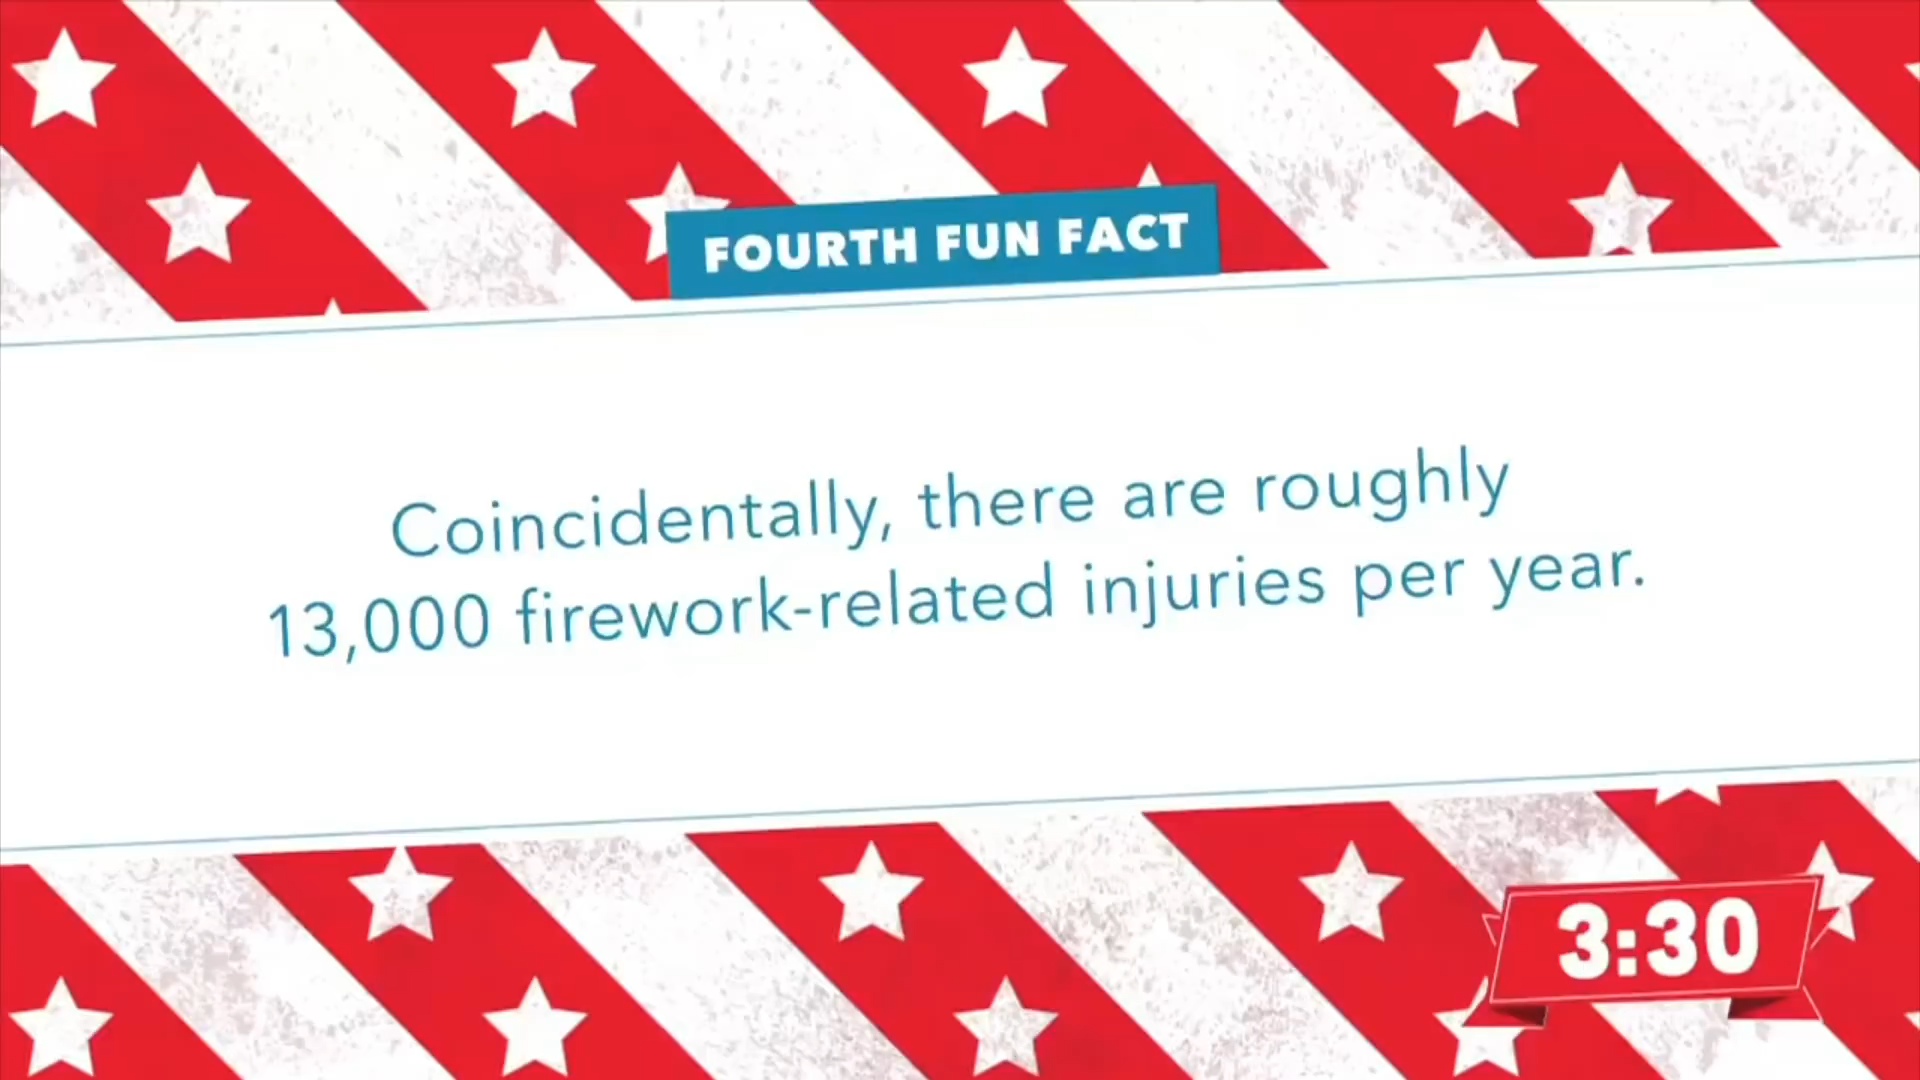 FOURTH FUN FACT
Coincidentally, there are roughly
13,000 firework-related injuries per year.
3:30